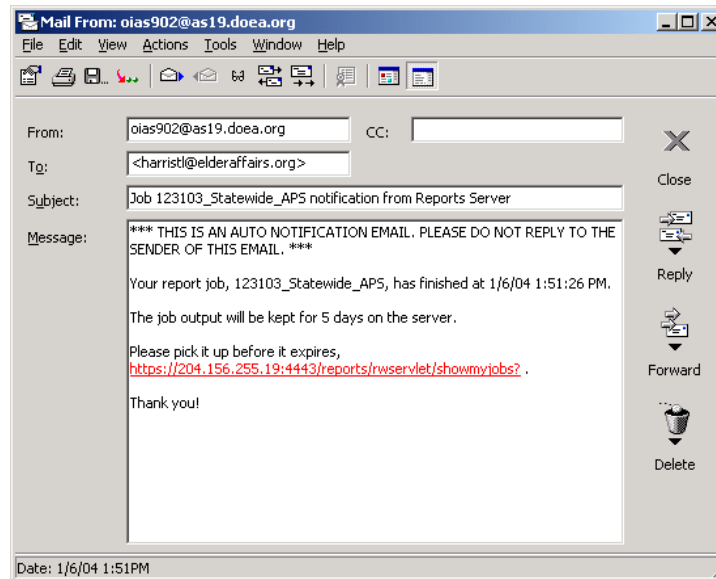 Mail From: oias902@as19.doea.org
File Edit View Actions Tools Window Help
From: oias902@as19.doea.org CC:
To: <harristl@elderaffairs.org>
Subject: Job 123103_Statewide_APS notification from Reports Server
Message:
*** THIS IS AN AUTO NOTIFICATION EMAIL. PLEASE DO NOT REPLY TO THE
SENDER OF THIS EMAIL. ***
Your report job, 123103_Statewide_APS, has finished at 1/6/04 1:51:26 PM.
The job output will be kept for 5 days on the server.
Please pick it up before it expires,
https://204.156.255.19:4443/reports/rwservlet/showmyjobs? .
Thank you!
Close
Reply
Forward
Delete
Date: 1/6/04 1:51PM